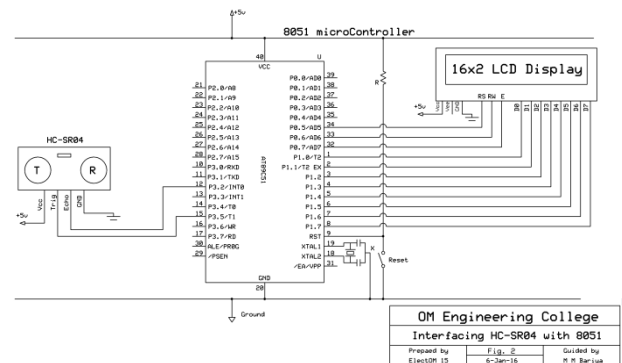 +5v
8051 microController
40
VCC
U
21 P2.0/A8
22 P2.1/A9
23 P2.2/A10
24 P2.3/A11
25 P2.4/A12
26 P2.5/A13
27 P2.6/A14
28 P2.7/A15
10 P3.0/RXD
11 P3.1/TXD
12 P3.2/INT0
13 P3.3/INT1
14 P3.4/T0
15 P3.5/T1
16 P3.6/WR
17 P3.7/RD
30 ALE/PROG
29 /PSEN
AT89C51
P0.0/AD0 39
P0.1/AD1 38
P0.2/AD2 37
P0.3/AD3 36
P0.4/AD4 35
P0.5/AD5 34
P0.6/AD6 33
P0.7/AD7 32
P1.0/T2 1
P1.1/T2 EX 2
P1.2 3
P1.3 4
P1.4 5
P1.5 6
P1.6 7
P1.7 8
RST 9
XTAL1 19
XTAL2 18
/EA/VPP 31
GND
20
R
K
Reset
16x2 LCD Display
RS RW E
+5v
Vcc
Vee
GND
D0
D1
D2
D3
D4
D5
D6
D7
HC-SR04
T
R
Vcc
Trig
Echo
GND
+5v
Ground
OM Engineering College
Interfacing HC-SR04 with 8051
Prepaed by
Fig. 2
Guided by
ElectOM 15
6-Jan-16
M M Bariya